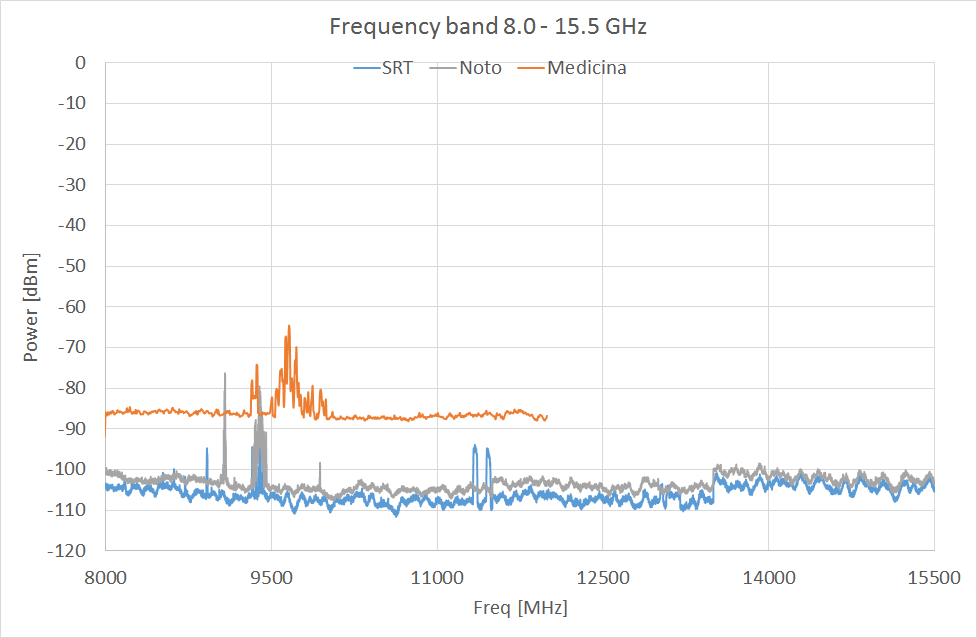 Frequency band 8.0 - 15.5 GHz
SRT Noto Medicina
0
-10
-20
-30
-40
-50
-60
-70
-80
-90
-100
-110
-120
Power [dBm]
8000 9500 11000 12500 14000 15500
Freq [MHz]